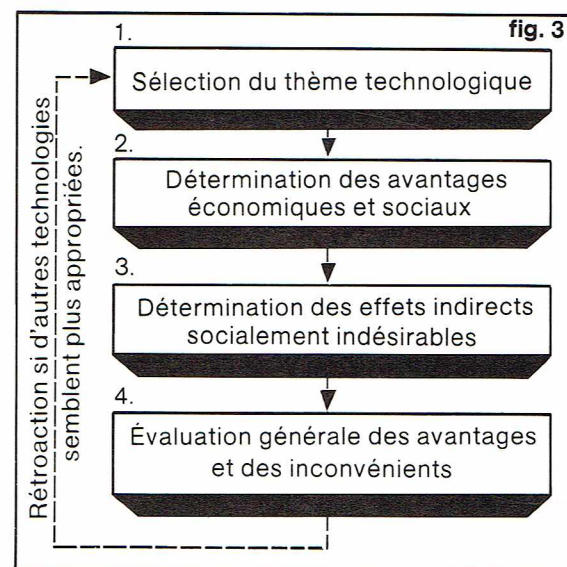 fig. 3
1.
Sélection du thème technologique
2.
Détermination des avantages
économiques et sociaux
3.
Détermination des effets indirects
socialement indésirables
4.
Évaluation générale des avantages
et des inconvénients
Rétroaction si d'autres technologies
semblent plus appropriées.